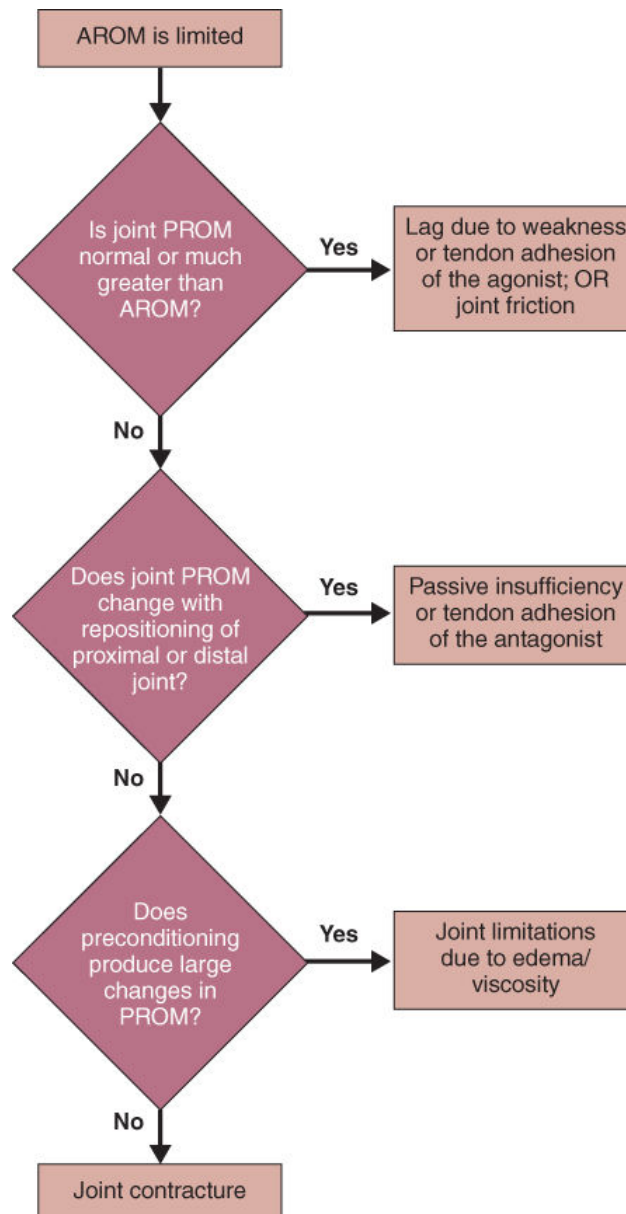 AROM is limited
Is joint PROM
normal or much
greater than
AROM?
Yes
Lag due to weakness
or tendon adhesion
of the agonist; OR
joint friction
No
Does joint PROM
change with
repositioning of
proximal or distal
joint?
Yes
Passive insufficiency
or tendon adhesion
of the antagonist
No
Does
preconditioning
produce large
changes in
PROM?
Yes
Joint limitations
due to edema/
viscosity
No
Joint contracture